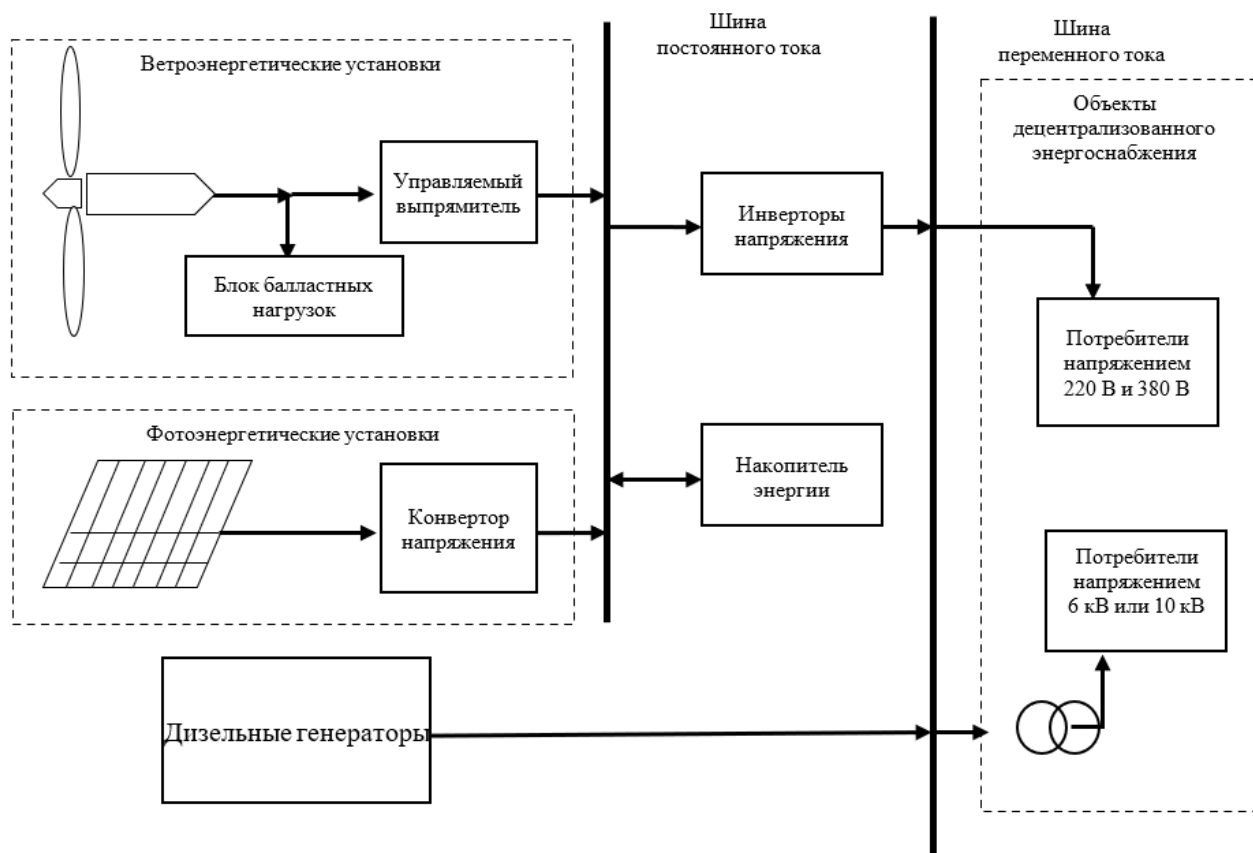 Ветроэнергетические установки
Управляемый
выпрямитель
Блок балластных
нагрузок
Фотоэнергетические установки
Конвертор
напряжения
Дизельные генераторы
Шина
постоянного тока
Инверторы
напряжения
Накопитель
энергии
Шина
переменного тока
Объекты
децентрализованного
энергоснабжения
Потребители
напряжением
220 В и 380 В
Потребители
напряжением
6 кВ или 10 кВ